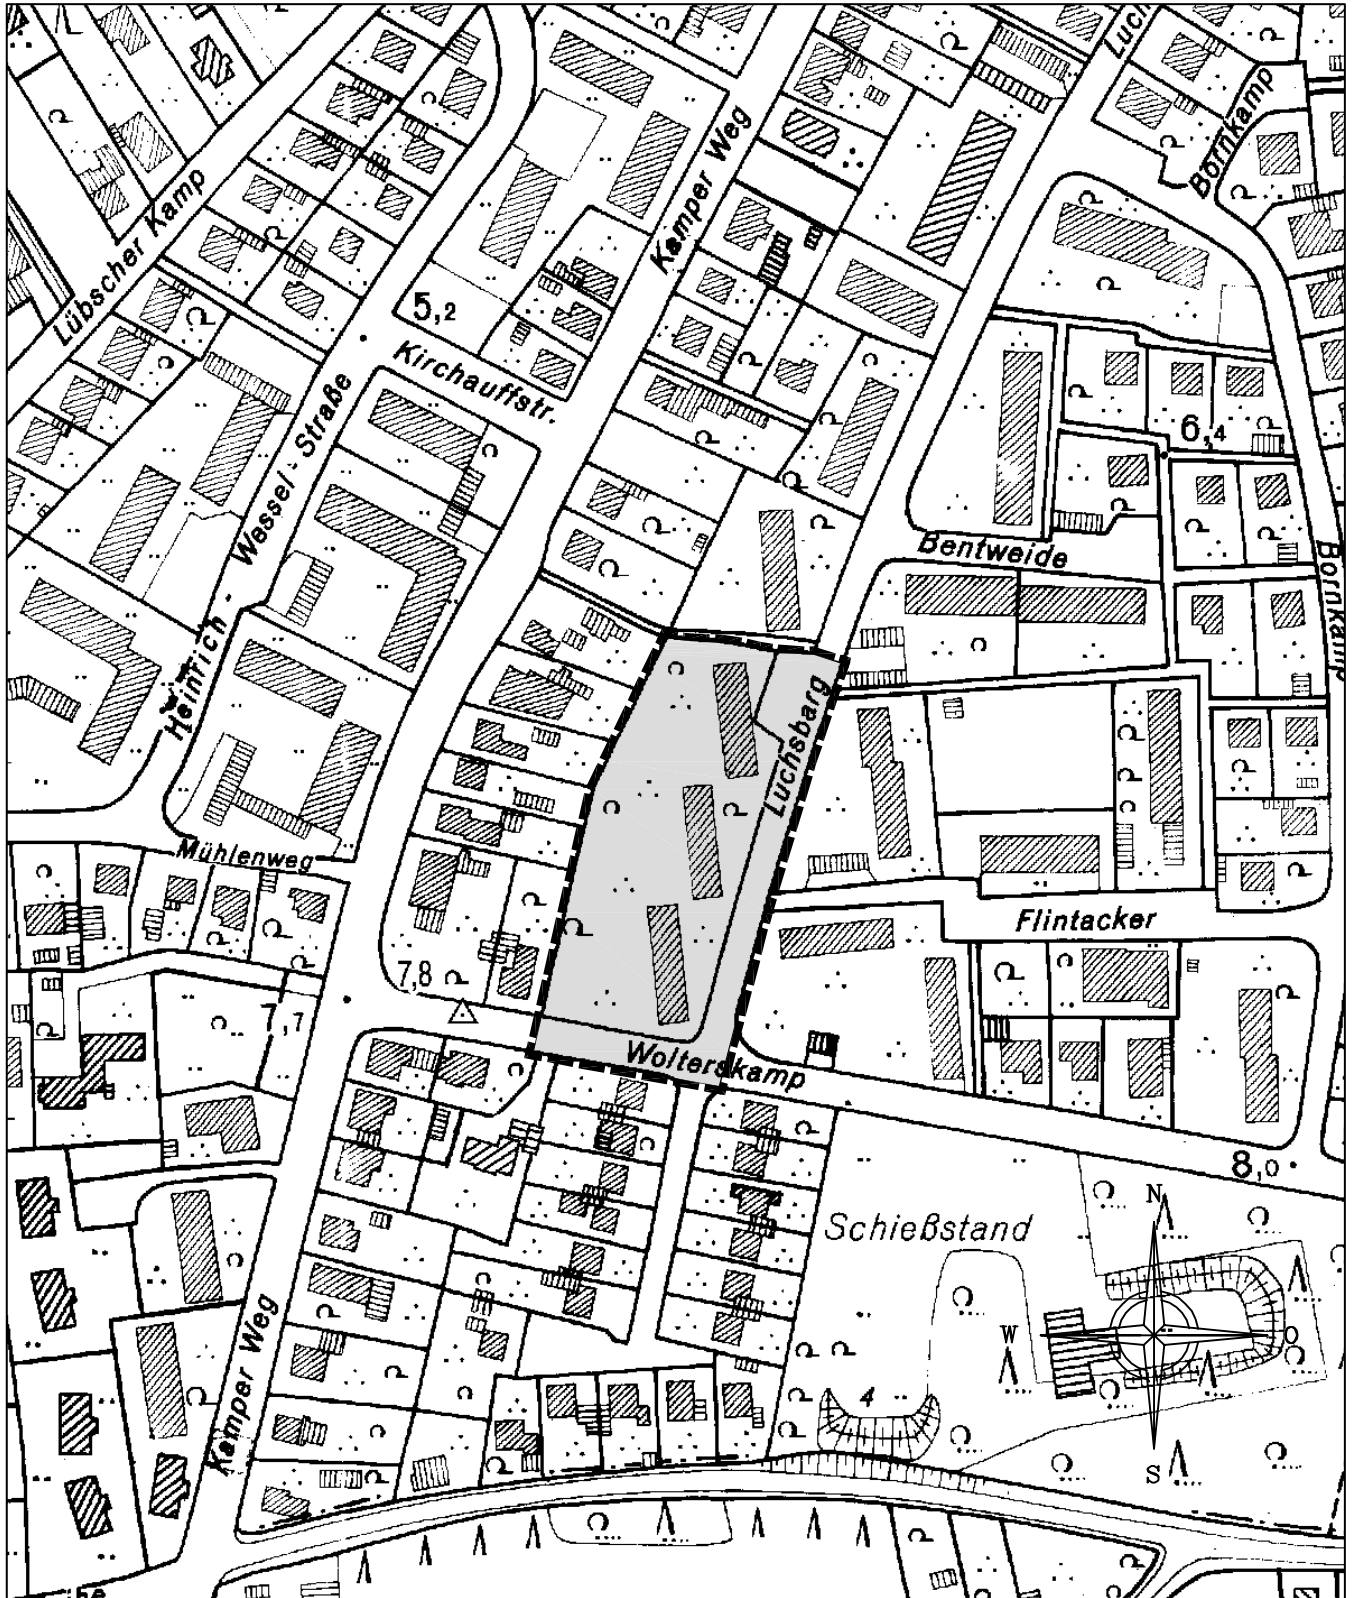 Luch
Bornkamp
Kamper Weg
Lübscher Kamp
5,2
Kirchauffstr.
Heinrich - Wessel - Straße
6,4
Bentweide
Bornkamp
Luchsbarg
Mühlenweg
Flintacker
7,8
7,7
Wolterskamp
8,0
Schießstand
N
W
O
S
4
Kamper Weg